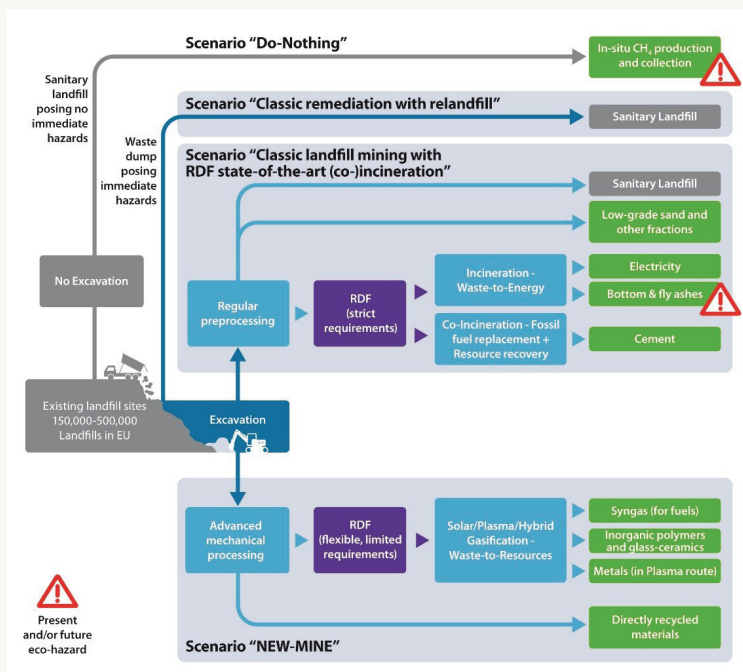 Scenario “Do-Nothing”
In-situ CH₄ production
and collection
Sanitary
landfill
posing no
immediate
hazards
Scenario “Classic remediation with relandfill”
Sanitary Landfill
Waste
dump
posing
immediate
hazards
Scenario “Classic landfill mining with
RDF state-of-the-art (co-)incineration”
Sanitary Landfill
Low-grade sand and
other fractions
No Excavation
Regular
preprocessing
RDF
(strict
requirements)
Incineration -
Waste-to-Energy
Electricity
Bottom & fly ashes
Co-Incineration - Fossil
fuel replacement +
Resource recovery
Cement
Existing landfill sites
150,000-500,000
Landfills in EU
Excavation
Advanced
mechanical
processing
RDF
(flexible, limited
requirements)
Solar/Plasma/Hybrid
Gasification -
Waste-to-Resources
Syngas (for fuels)
Inorganic polymers
and glass-ceramics
Metals (in Plasma route)
Directly recycled
materials
Scenario “NEW-MINE”
Present
and/or future
eco-hazard